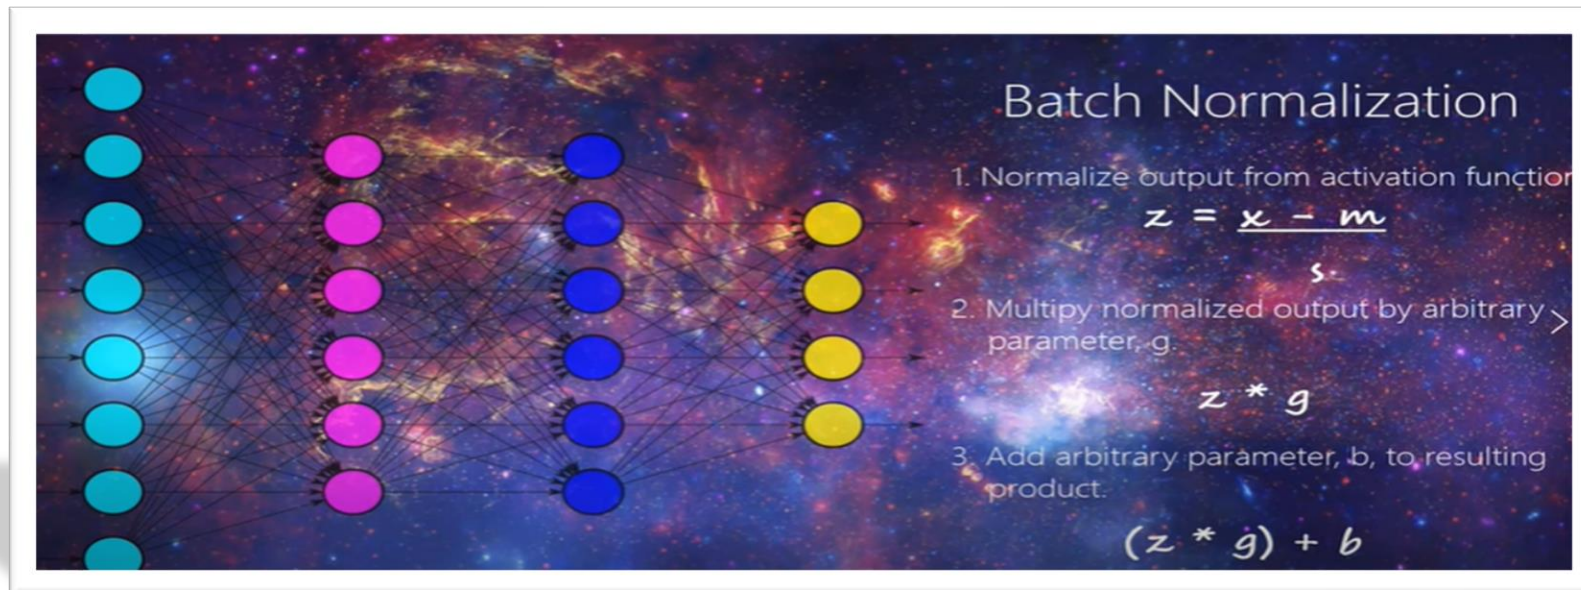 Batch Normalization
1. Normalize output from activation function
z = x - m
s
2. Multipy normalized output by arbitrary
parameter, g.
z * g
3. Add arbitrary parameter, b, to resulting
product.
(z * g) + b